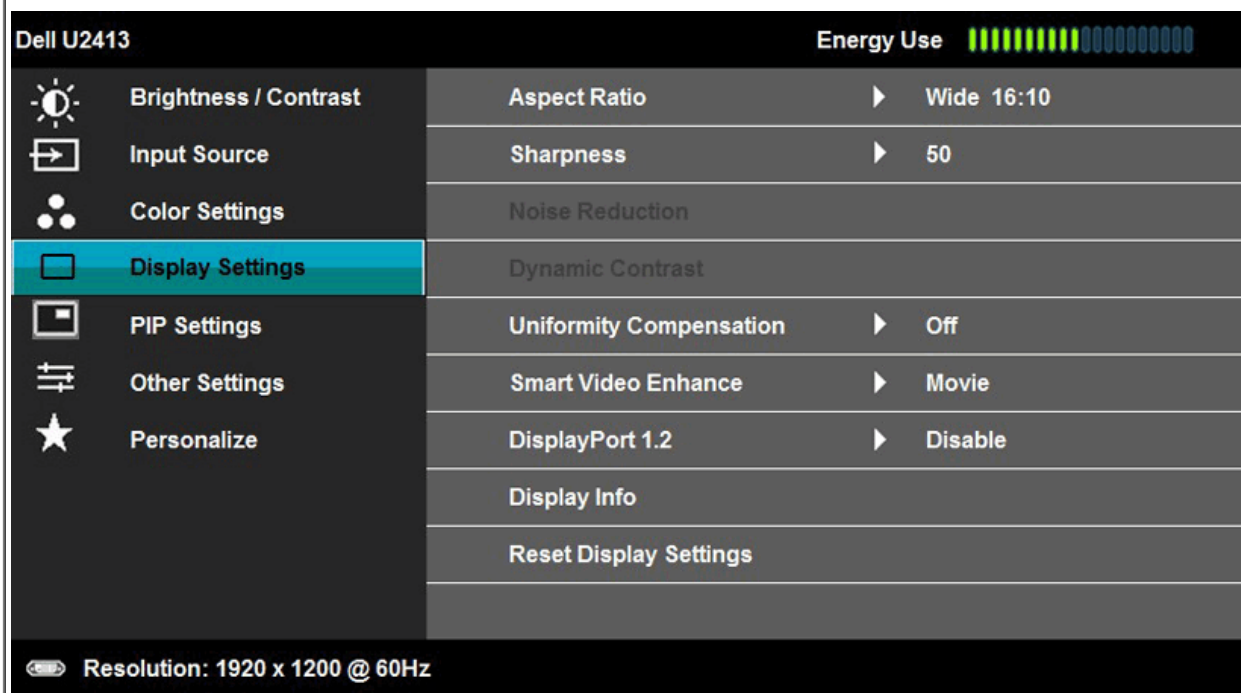 Dell U2413 Energy Use
Brightness / Contrast
Input Source
Color Settings
Display Settings
PIP Settings
Other Settings
Personalize
Aspect Ratio Wide 16:10
Sharpness 50
Noise Reduction
Dynamic Contrast
Uniformity Compensation Off
Smart Video Enhance Movie
DisplayPort 1.2 Disable
Display Info
Reset Display Settings
Resolution: 1920 x 1200 @ 60Hz